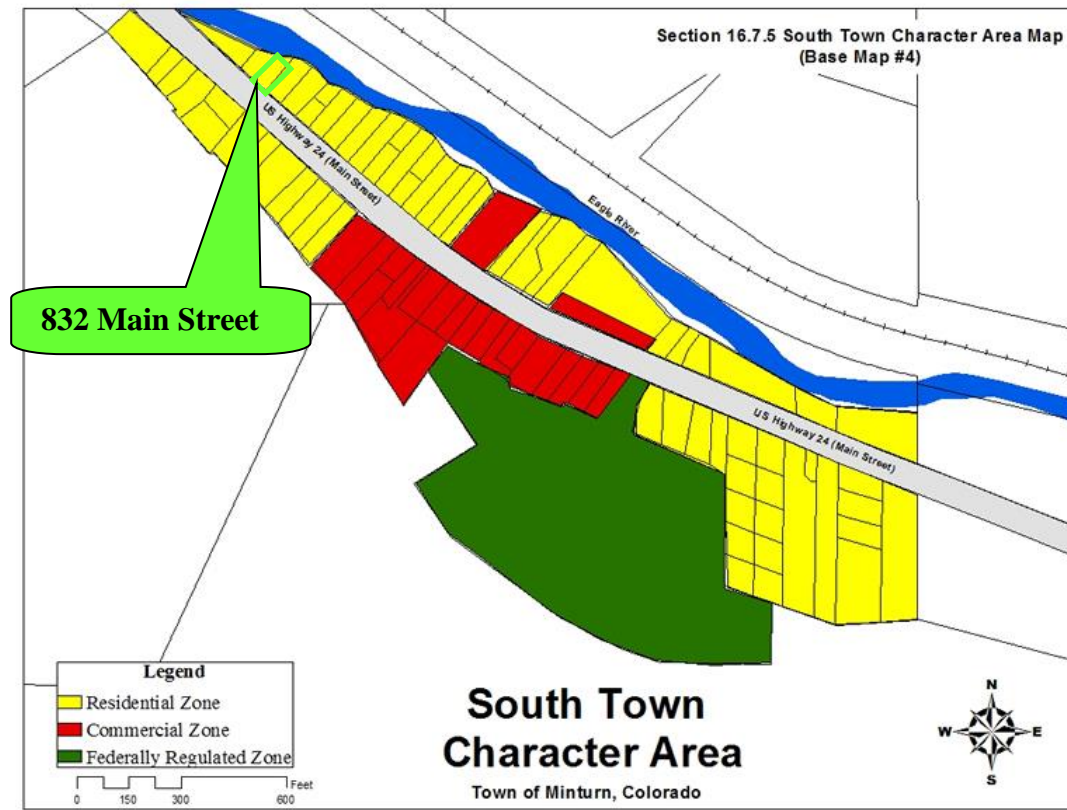 Section 16.7.5 South Town Character Area Map
(Base Map #4)
US Highway 24 (Main Street)
Eagle River
832 Main Street
US Highway 24 (Main Street)
Legend
Residential Zone
Commercial Zone
Federally Regulated Zone
Feet
0 150 300 600
South Town
Character Area
Town of Minturn, Colorado
N
W E
S